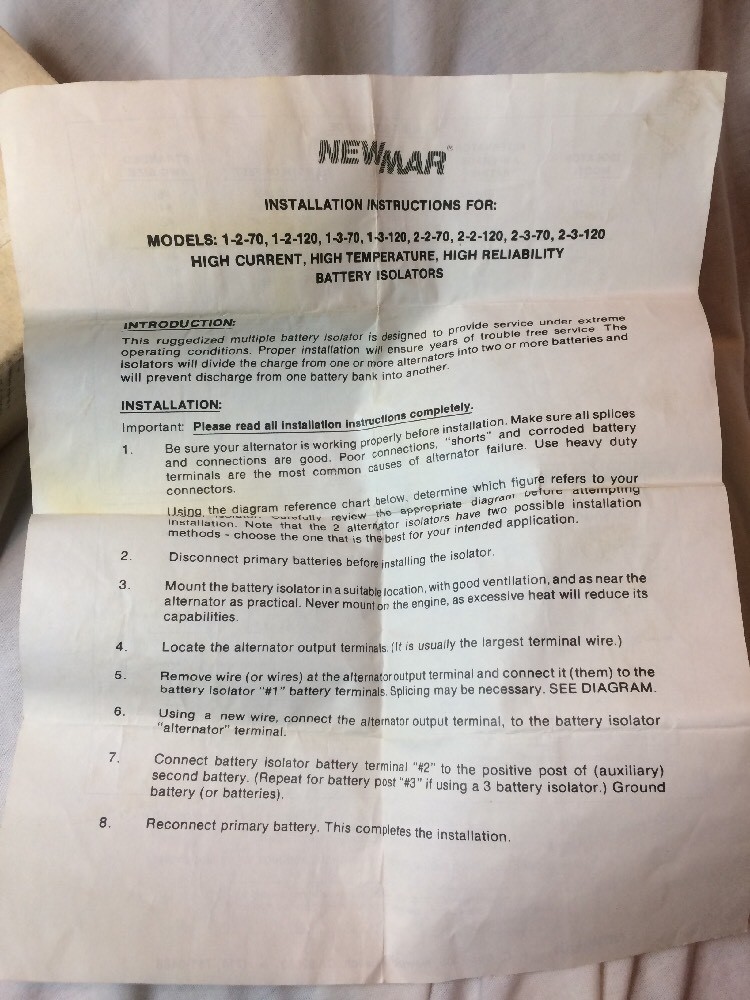 NEWMAR
INSTALLATION INSTRUCTIONS FOR:
MODELS: 1-2-70, 1-2-120, 1-3-70, 1-3-120, 2-2-70, 2-2-120, 2-3-70, 2-3-120
HIGH CURRENT, HIGH TEMPERATURE, HIGH RELIABILITY
BATTERY ISOLATORS
INTRODUCTION:
This ruggedized multiple battery isolator is designed to provide service under extreme
operating conditions. Proper installation will ensure years of trouble free service. The
isolators will divide the charge from one or more alternators into two or more batteries and
will prevent discharge from one battery bank into another.
INSTALLATION:
Important: Please read all installation instructions completely.
1. Be sure your alternator is working properly before installation. Make sure all splices
and connections are good. Poor connections, "shorts" and corroded battery
terminals are the most common causes of alternator failure. Use heavy duty
connectors.
Using the diagram reference chart below, determine which figure refers to your
review the appropriate diagram before attempting
installation. Note that the 2 alternator isolators have two possible installation
methods - choose the one that is the best for your intended application.
2. Disconnect primary batteries before installing the isolator.
3. Mount the battery isolator in a suitable location, with good ventilation, and as near the
alternator as practical. Never mount on the engine, as excessive heat will reduce its
capabilities.
4. Locate the alternator output terminals. (It is usually the largest terminal wire.)
5. Remove wire (or wires) at the alternator output terminal and connect it (them) to the
battery isolator "#1" battery terminals. Splicing may be necessary. SEE DIAGRAM.
6. Using a new wire, connect the alternator output terminal, to the battery isolator
"alternator" terminal.
7. Connect battery isolator battery terminal "#2" to the positive post of (auxiliary)
second battery. (Repeat for battery post "#3" if using a 3 battery isolator.) Ground
battery (or batteries).
8. Reconnect primary battery. This completes the installation.